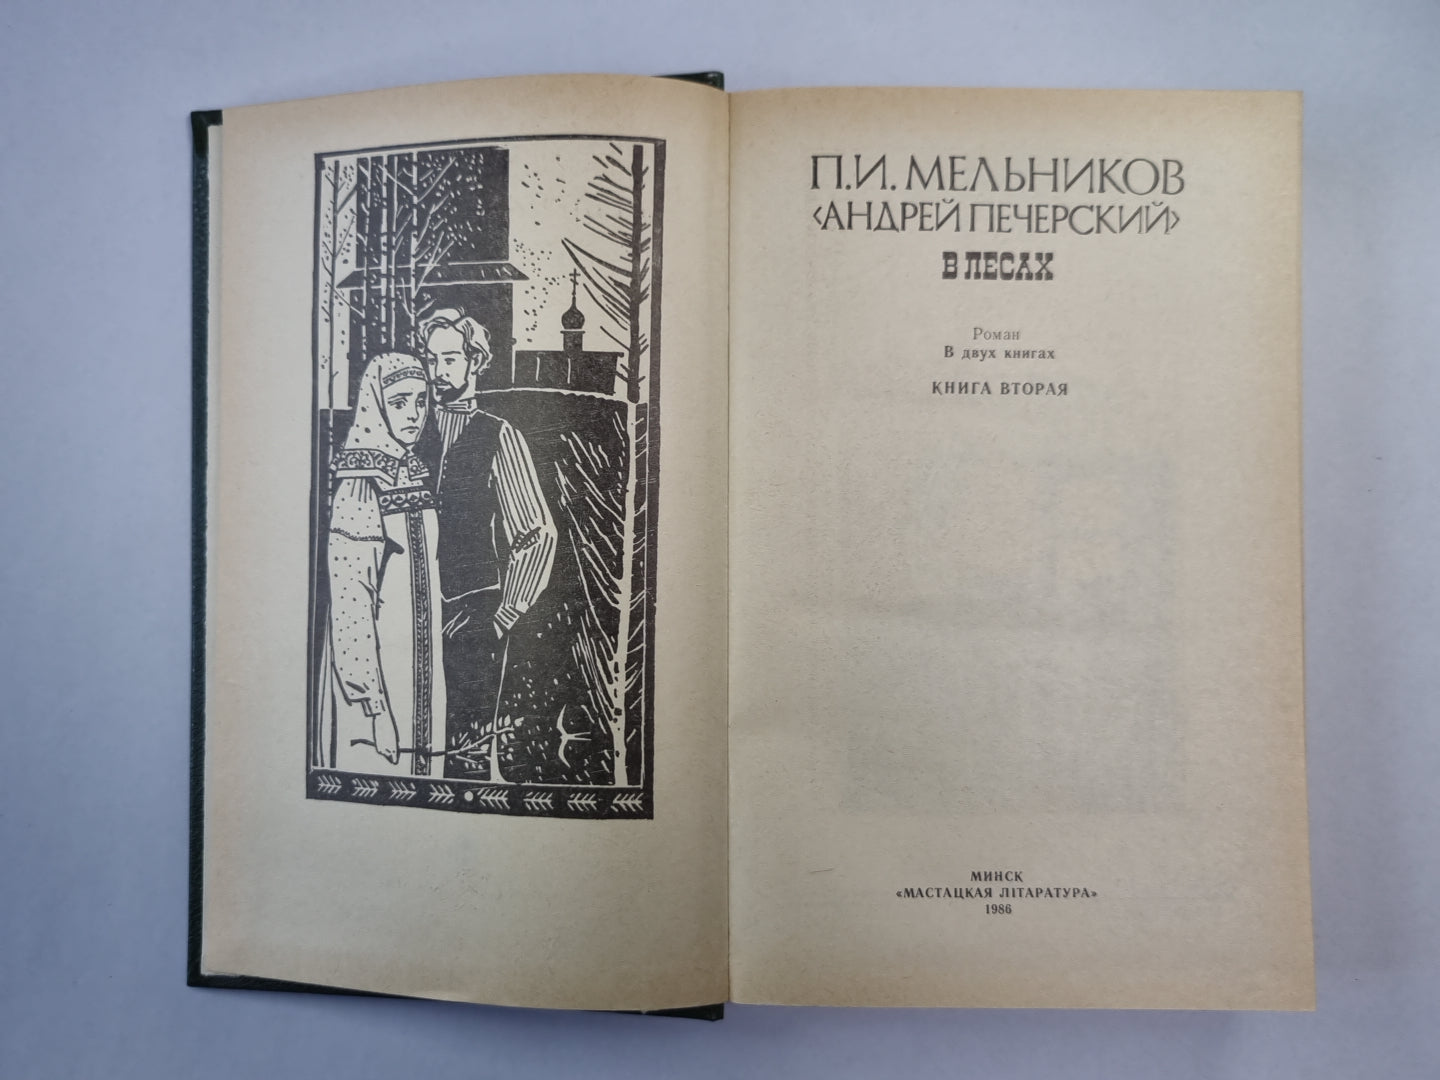 П.И. МЕЛЬНИКОВ
‹АНДРЕЙ ПЕЧЕРСКИЙ›
В ЛЕСАХ
Роман
В двух книгах
КНИГА ВТОРАЯ
МИНСК
«МАСТАЦКАЯ ЛІТАРАТУРА»
1986